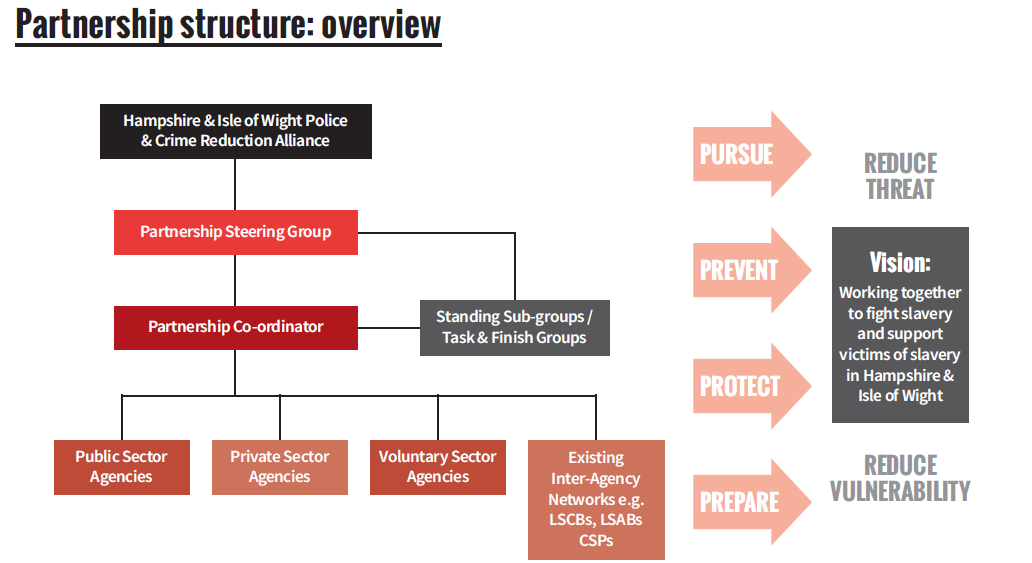 Partnership structure: overview
Hampshire & Isle of Wight Police
& Crime Reduction Alliance
Partnership Steering Group
Partnership Co-ordinator
Standing Sub-groups /
Task & Finish Groups
Public Sector
Agencies
Private Sector
Agencies
Voluntary Sector
Agencies
Existing
Inter-Agency
Networks e.g.
LSCBs, LSABs
CSPs
PURSUE
PREVENT
PROTECT
PREPARE
REDUCE
THREAT
Vision:
Working together
to fight slavery
and support
victims of slavery
in Hampshire &
Isle of Wight
REDUCE
VULNERABILITY